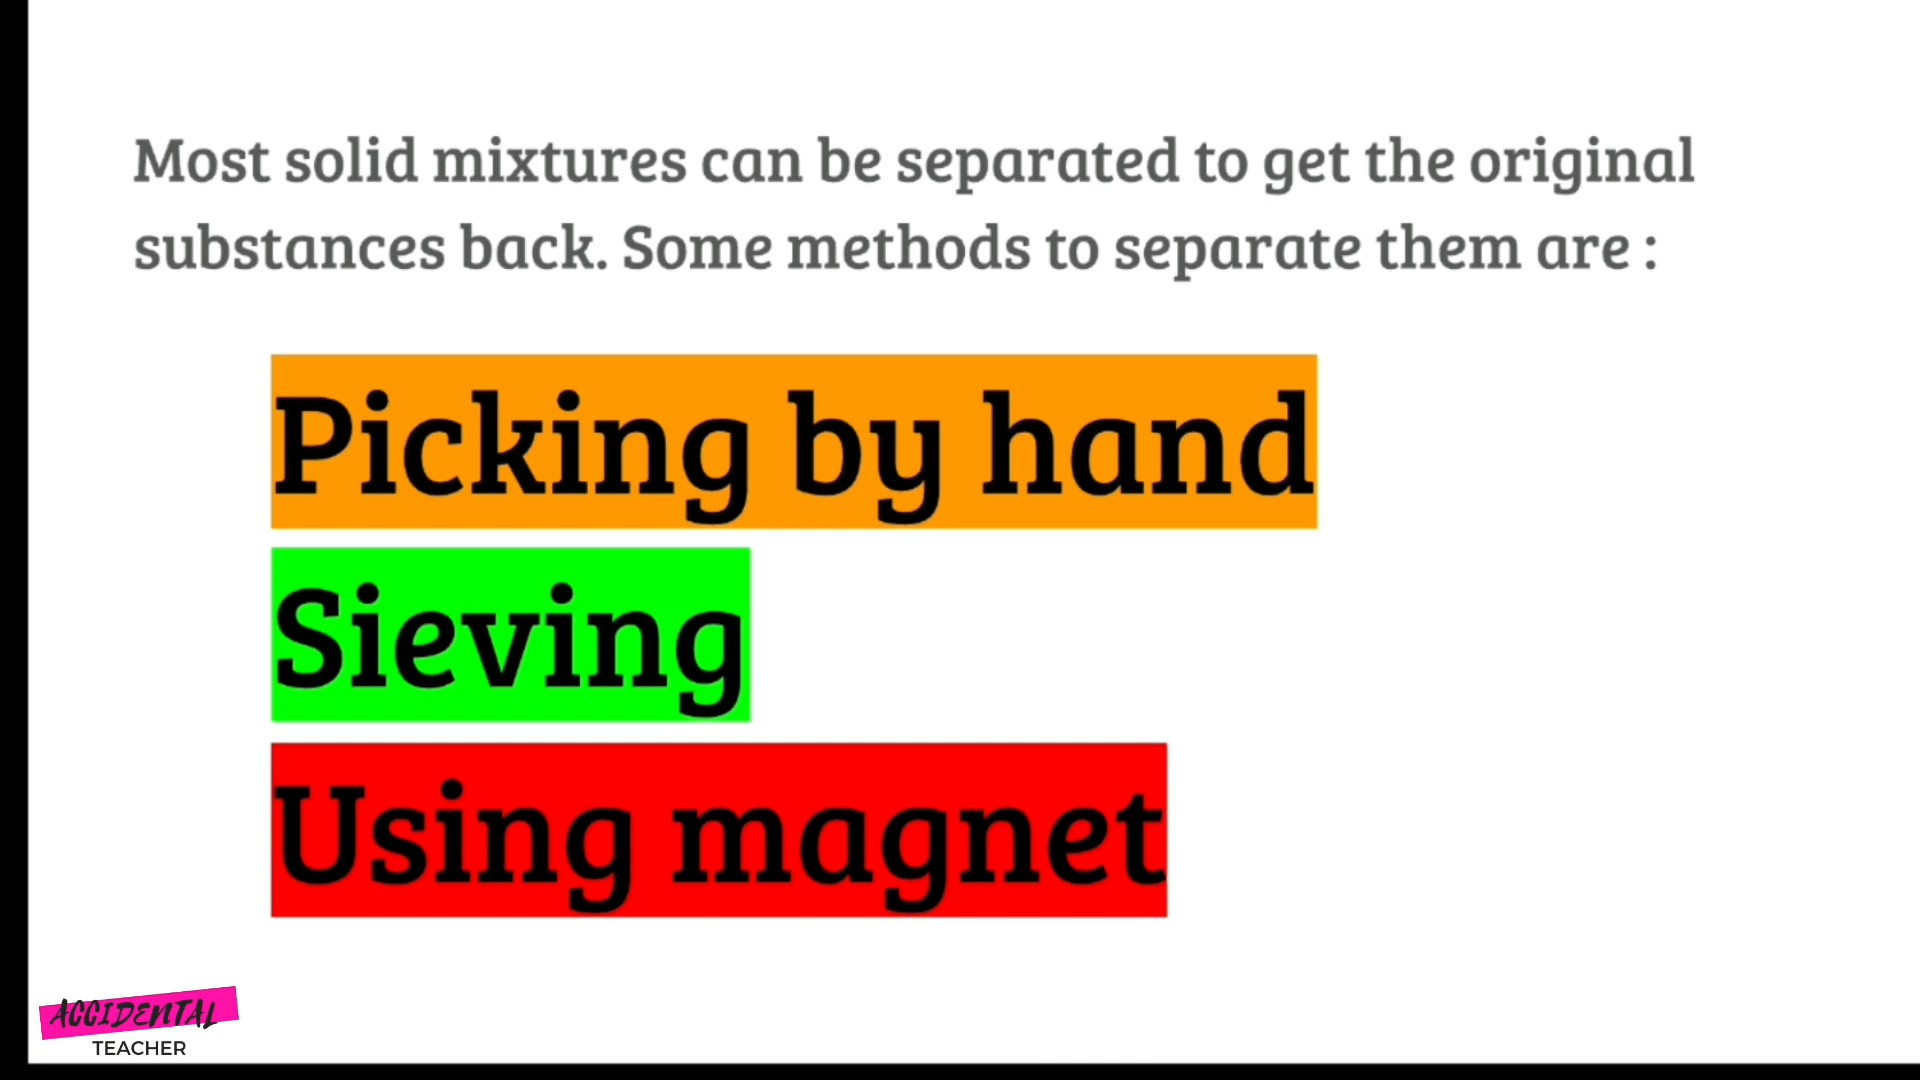 Most solid mixtures can be separated to get the original
substances back. Some methods to separate them are :
Picking by hand
Sieving
Using magnet
ACCIDENTAL
TEACHER